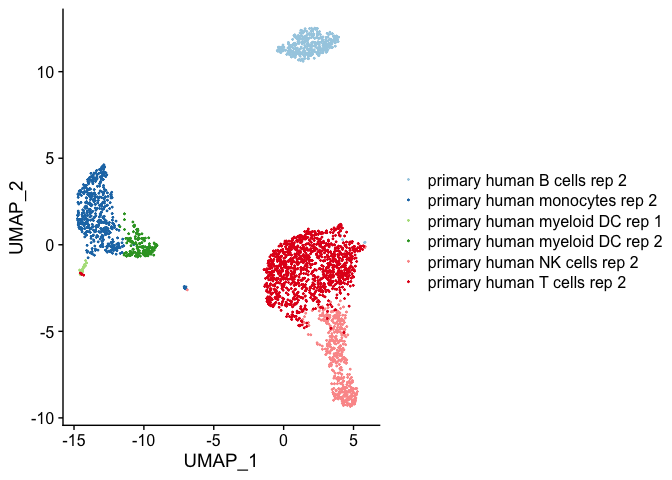 10
5
0
-5
-10
-15
-10
-5
0
5
UMAP_1
UMAP_2
primary human B cells rep 2
primary human monocytes rep 2
primary human myeloid DC rep 1
primary human myeloid DC rep 2
primary human NK cells rep 2
primary human T cells rep 2